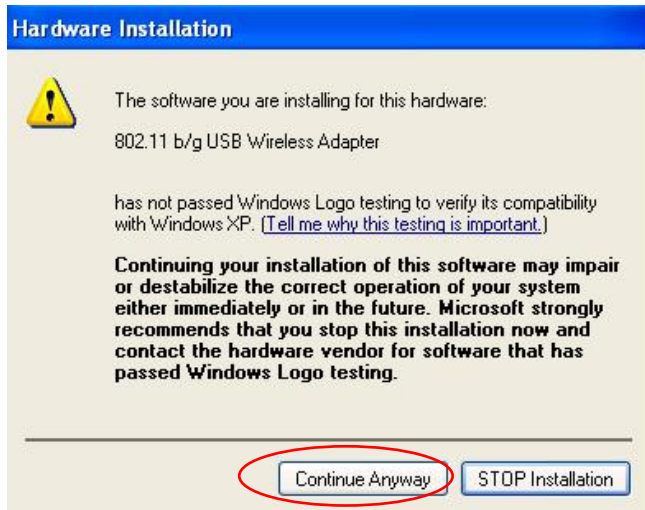 Hardware Installation
The software you are installing for this hardware:
802.11 b/g USB Wireless Adapter
has not passed Windows Logo testing to verify its compatibility
with Windows XP. (Tell me why this testing is important.)
Continuing your installation of this software may impair
or destabilize the correct operation of your system
either immediately or in the future. Microsoft strongly
recommends that you stop this installation now and
contact the hardware vendor for software that has
passed Windows Logo testing.
Continue Anyway STOP Installation